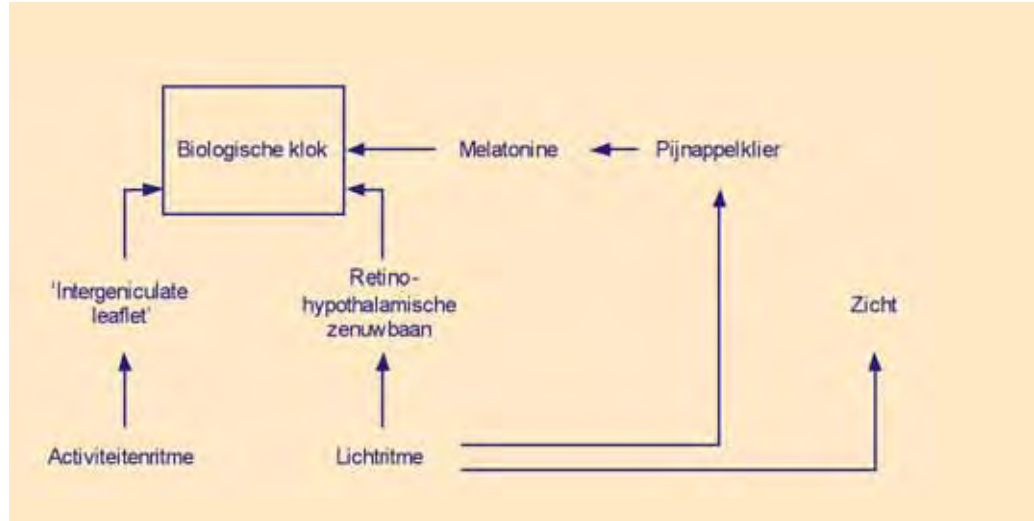 Biologische klok
Melatonine
Pijnappelklier
'Intergeniculate
leaflet'
Retino-
hypothalamische
zenuwbaan
Zicht
Activiteitenritme
Lichtritme